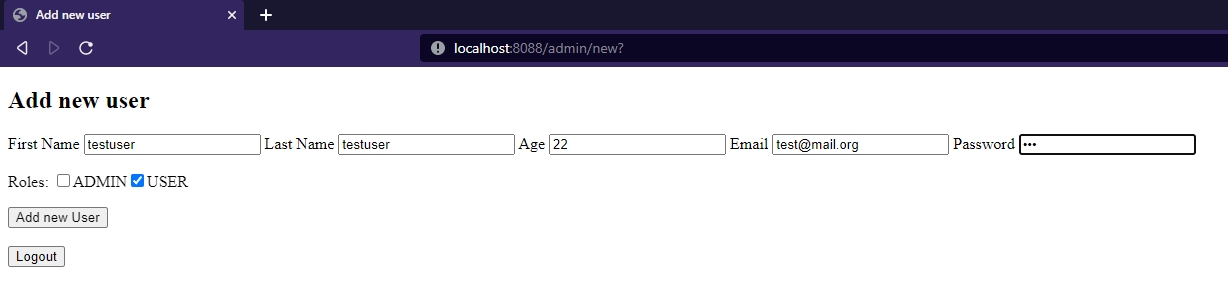 Add new user
localhost:8088/admin/new?
Add new user
First Name testuser Last Name testuser Age 22 Email test@mail.org Password •••
Roles: ADMIN USER
Add new User
Logout